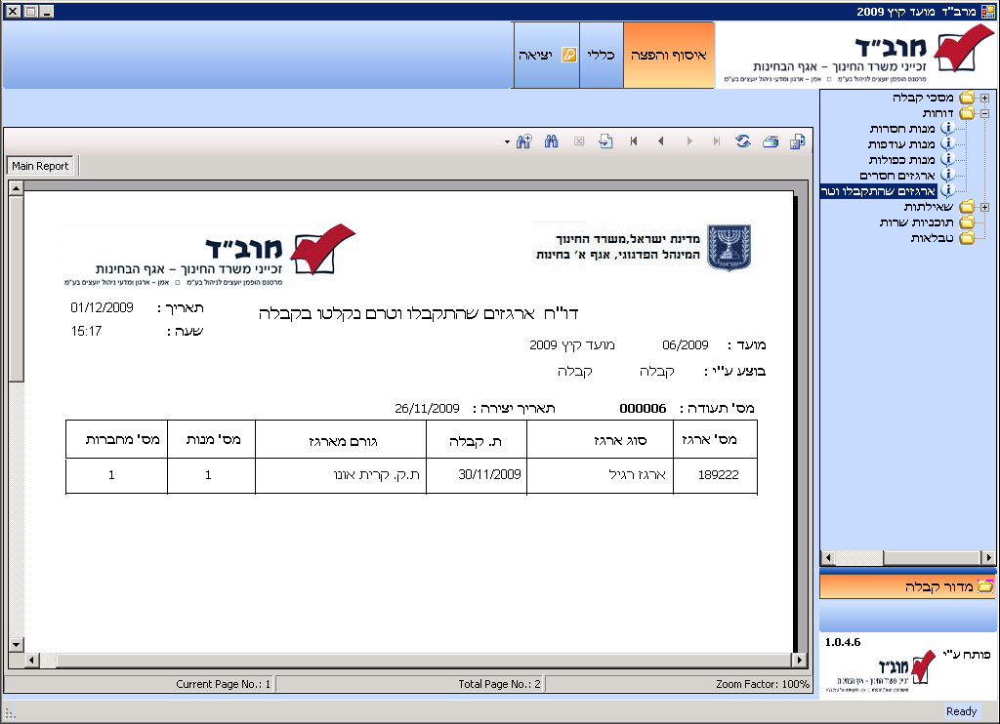 מרב"ד מועד קיץ 2009
איסוף והפצה
כללי
יציאה
מרב"ד
זכייני משרד החינוך - אגף הבחינות
מרטנס הופמן יועצים לניהול בע"מ □ אמן - ארגון ומדעי ניהול יועצים בע"מ
מסכי קבלה
דוחות
מנות חסרות
מנות עודפות
מנות כפולות
ארגזים חסרים
ארגזים שהתקבלו וטר
שאילתות
תוכניות שרות
טבלאות
Main Report
מדינת ישראל,משרד החינוך
המינהל הפדגוגי, אגף א' בחינות
מרב"ד
זכייני משרד החינוך - אגף הבחינות
מרטנס הופמן יועצים לניהול בע"מ □ אמן - ארגון ומדעי ניהול יועצים בע"מ
דו"ח ארגזים שהתקבלו וטרם נקלטו בקבלה
תאריך : 01/12/2009
שעה : 15:17
מועד : 06/2009 מועד קיץ 2009
בוצע ע"י : קבלה קבלה
מס' תעודה : 000006 תאריך יצירה : 26/11/2009
מס' ארגז סוג ארגז ת. קבלה גורם מארגז מס' מנות מס' מחברות
189222 ארגז רגיל 30/11/2009 ת.ק. קרית אונו 1 1
מדור קבלה
1.0.4.6
פותח ע"י
מרב"ד
זכייני משרד החינוך - אגף הבחינות
Current Page No.: 1
Total Page No.: 2
Zoom Factor: 100%
Ready